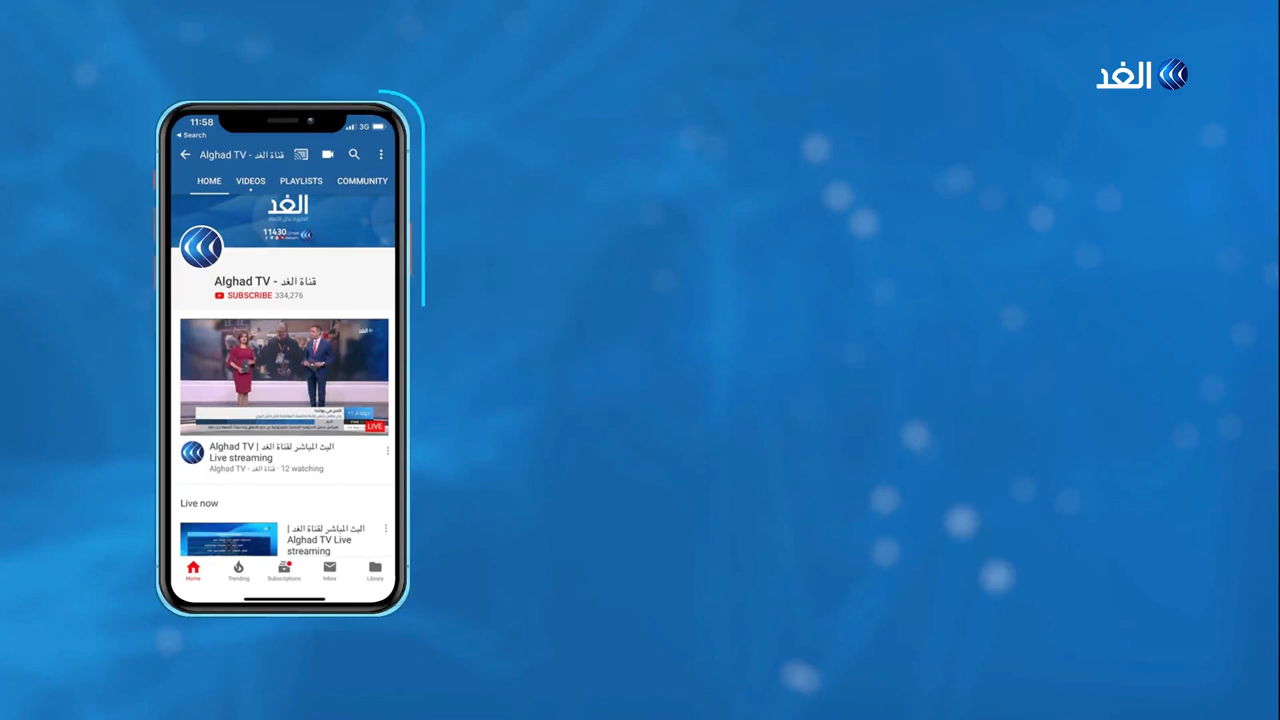 الغد
11:58
3G
Search
Alghad TV - قناة الغد
HOME VIDEOS PLAYLISTS COMMUNITY
الغد
11430
Alghad TV - قناة الغد
SUBSCRIBE 334,276
الغد
LIVE
البث المباشر لقناة الغد | Alghad TV
Live streaming
Alghad TV - قناة الغد · 12 watching
Live now
البث المباشر لقناة الغد |
Alghad TV Live
streaming
Home Trending Subscriptions Inbox Library